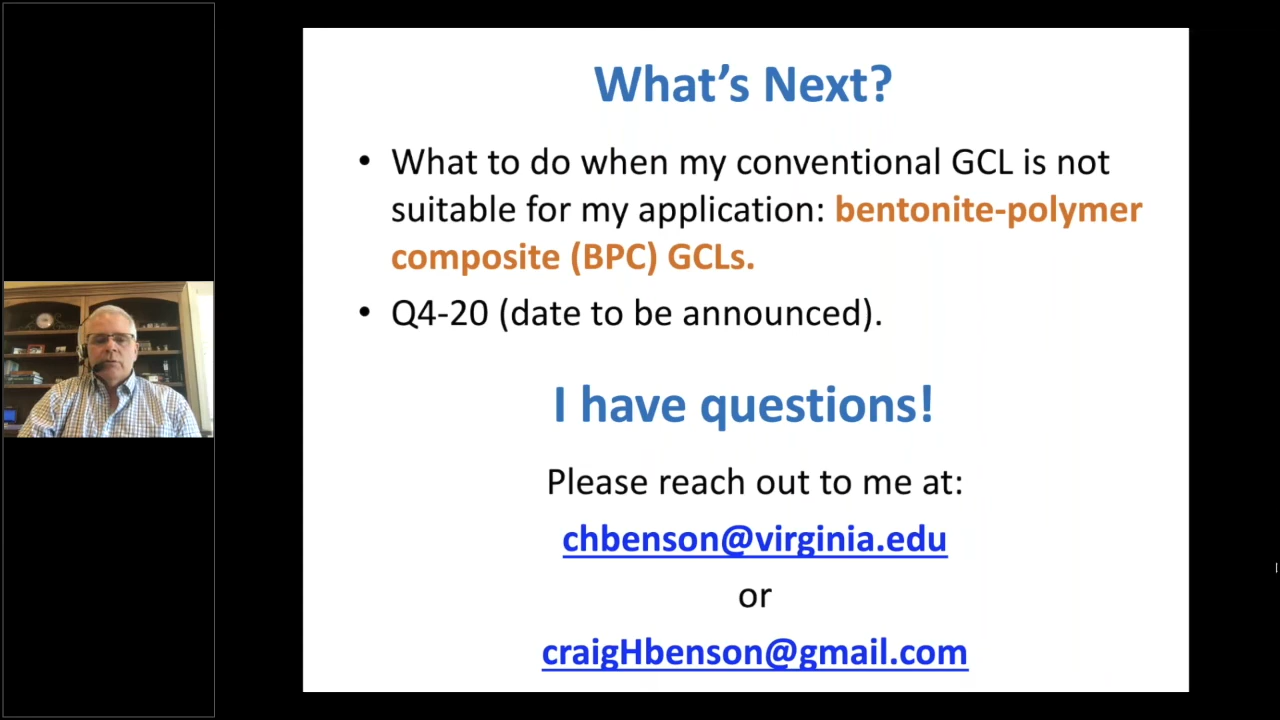 What's Next?
• What to do when my conventional GCL is not
suitable for my application: bentonite-polymer
composite (BPC) GCLs.
• Q4-20 (date to be announced).
I have questions!
Please reach out to me at:
chbenson@virginia.edu
or
craigHbenson@gmail.com